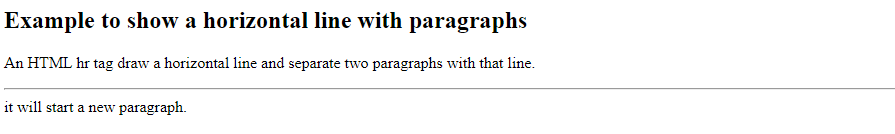 Example to show a horizontal line with paragraphs
An HTML hr tag draw a horizontal line and separate two paragraphs with that line.
it will start a new paragraph.